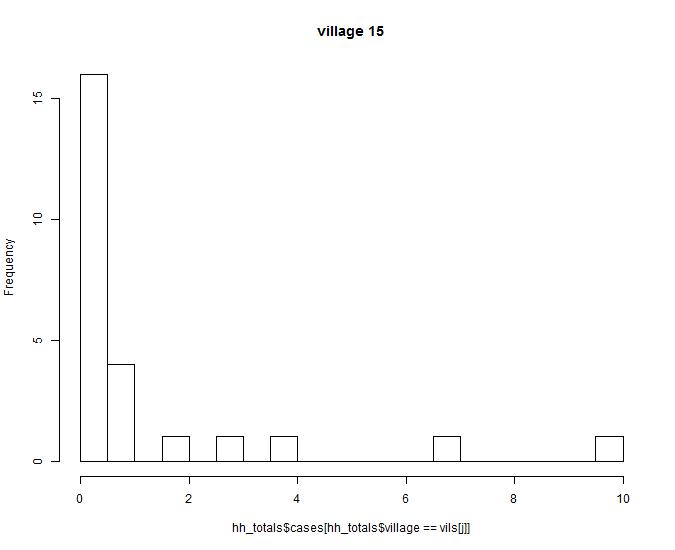 village 15
Frequency
15
10
5
0
0 2 4 6 8 10
hh_totals$cases[hh_totals$village == vils[j]]